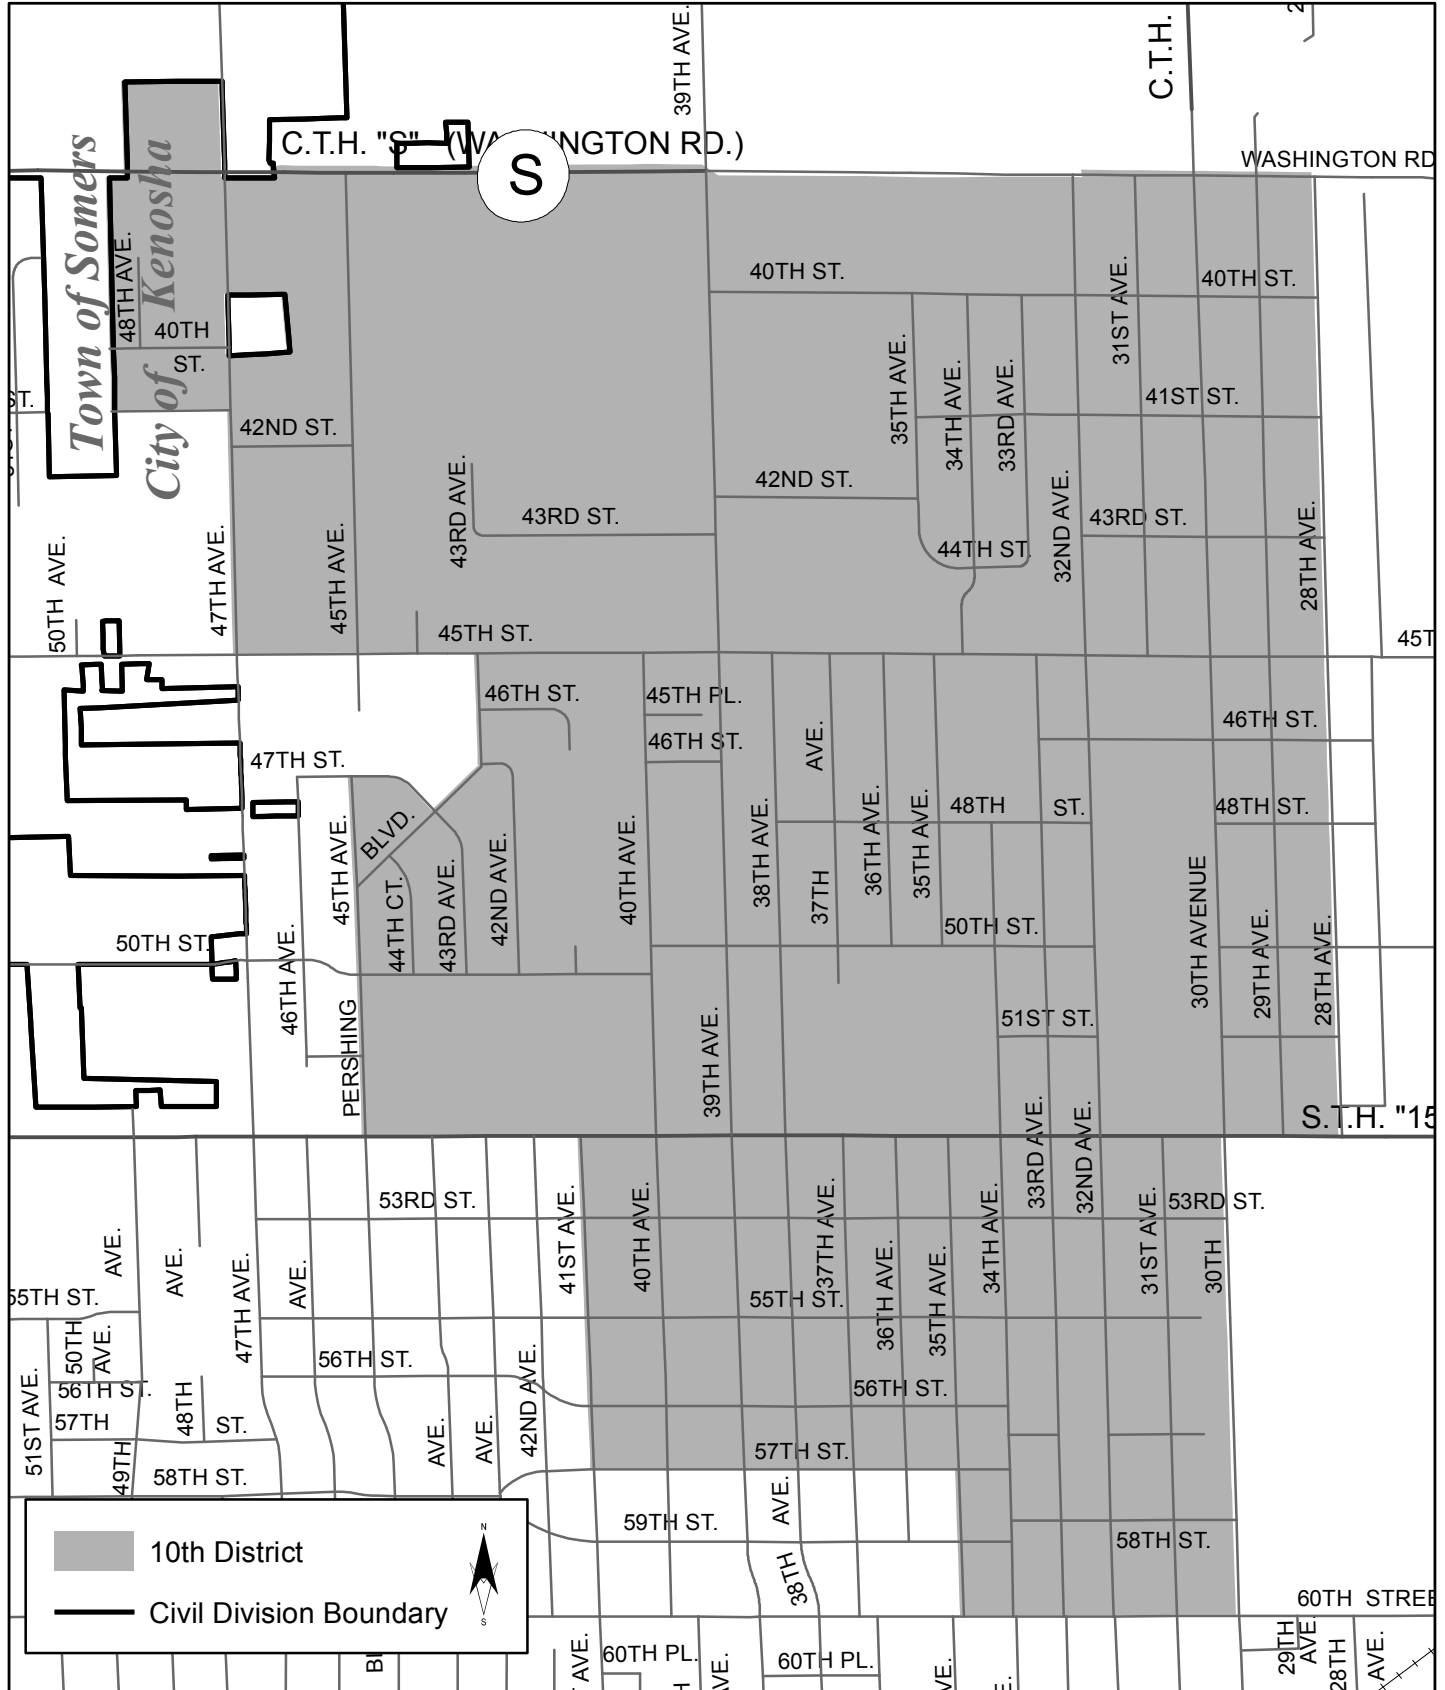 39TH AVE.
C.T.H.
C.T.H. "S" (WASHINGTON RD.)
S
WASHINGTON RD
Town of Somers
City of Kenosha
48TH AVE.
40TH
ST.
40TH ST.
40TH ST.
31ST AVE.
35TH AVE.
34TH AVE.
33RD AVE.
41ST ST.
ST.
42ND ST.
42ND ST.
43RD AVE.
43RD ST.
43RD ST.
44TH ST.
32ND AVE.
28TH AVE.
50TH AVE.
47TH AVE.
45TH AVE.
45TH ST.
45T
46TH ST.
45TH PL.
46TH ST.
46TH ST.
47TH ST.
AVE.
48TH ST.
48TH ST.
BLVD.
45TH AVE.
44TH CT.
43RD AVE.
42ND AVE.
40TH AVE.
38TH AVE.
37TH
36TH AVE.
35TH AVE.
30TH AVENUE
50TH ST.
50TH ST.
46TH AVE.
29TH AVE.
28TH AVE.
PERSHING
39TH AVE.
51ST ST.
33RD AVE.
32ND AVE.
S.T.H. "15
53RD ST.
53RD ST.
AVE.
AVE.
47TH AVE.
AVE.
41ST AVE.
40TH AVE.
37TH AVE.
36TH AVE.
35TH AVE.
34TH AVE.
31ST AVE.
30TH
55TH ST.
55TH ST.
50TH
AVE.
56TH ST.
56TH ST.
56TH ST.
51ST AVE.
57TH
48TH
ST.
49TH
AVE.
AVE.
42ND AVE.
57TH ST.
58TH ST.
AVE.
59TH ST.
58TH ST.
38TH
10th District
N
S
Civil Division Boundary
60TH STREE
60TH PL.
60TH PL.
29TH
AVE.
28TH
AVE.
AVE.